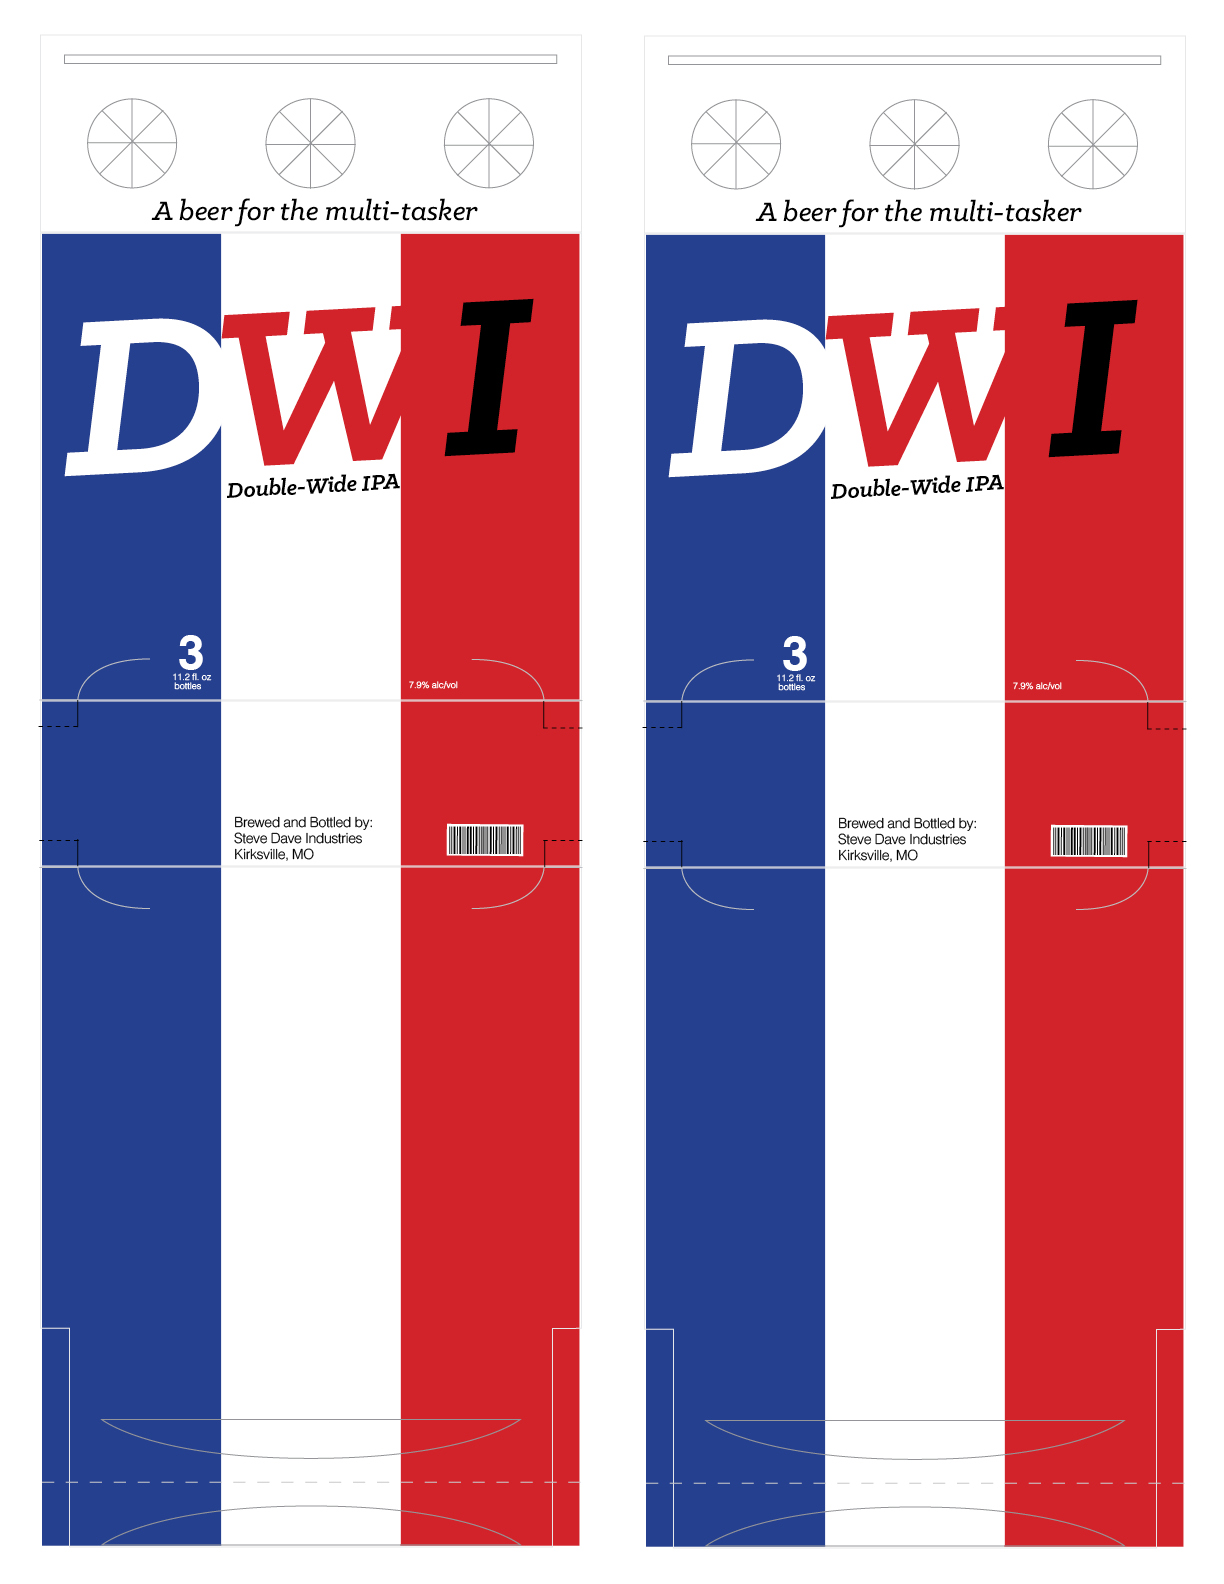 A beer for the multi-tasker
DWI
Double-Wide IPA
3
11.2 fl. oz
bottles
7.9% alc/vol
Brewed and Bottled by:
Steve Dave Industries
Kirksville, MO
A beer for the multi-tasker
DWI
Double-Wide IPA
3
11.2 fl. oz
bottles
7.9% alc/vol
Brewed and Bottled by:
Steve Dave Industries
Kirksville, MO